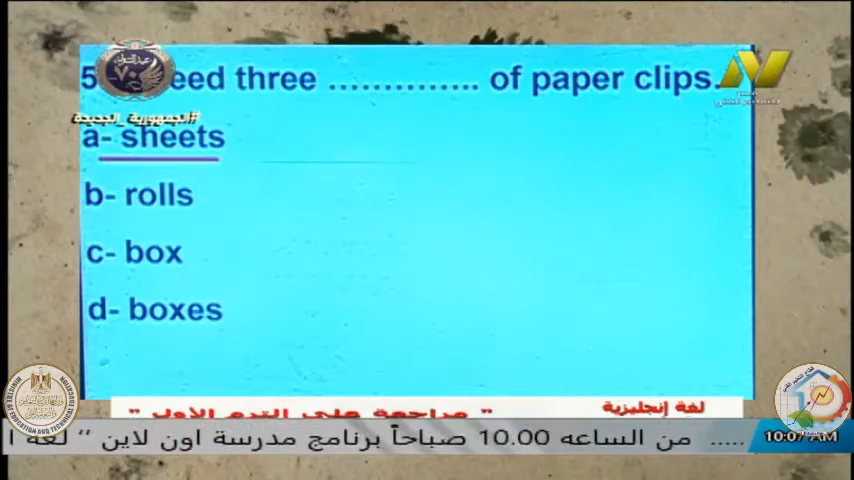 5 eed three .............. of paper clips.
#الجمهورية_الجديدة
a- sheets
b- rolls
c- box
d- boxes
لغة إنجليزية
" مراجعة على الترم الأول "
..... من الساعه 10.00 صباحاً برنامج مدرسة اون لاين " لغة ا
10:07 AM